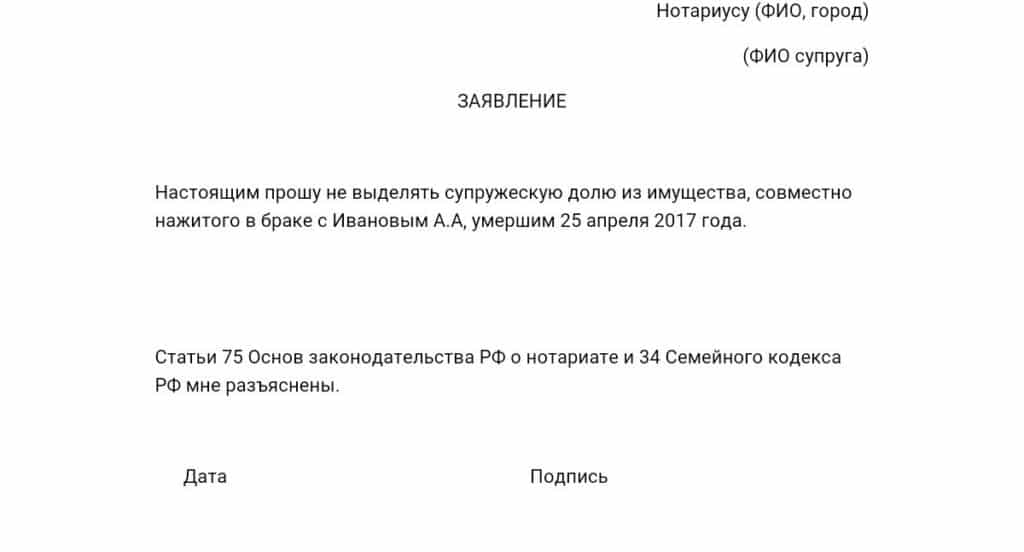 Нотариусу (ФИО, город)
(ФИО супруга)
ЗАЯВЛЕНИЕ
Настоящим прошу не выделять супружескую долю из имущества, совместно
нажитого в браке с Ивановым А.А, умершим 25 апреля 2017 года.
Статьи 75 Основ законодательства РФ о нотариате и 34 Семейного кодекса
РФ мне разъяснены.
Дата Подпись